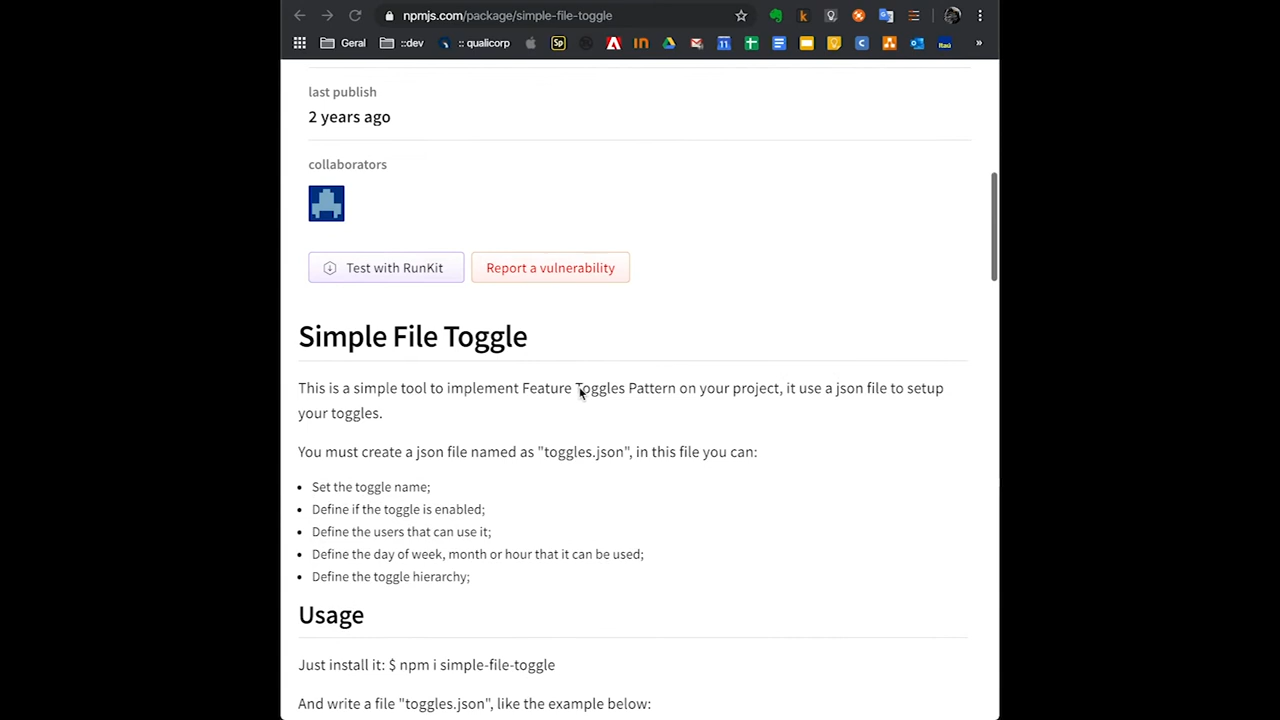 npmjs.com/package/simple-file-toggle
Geral
::dev
:: qualicorp
Sp
31
»
last publish
2 years ago
collaborators
Test with RunKit
Report a vulnerability
Simple File Toggle
This is a simple tool to implement Feature Toggles Pattern on your project, it use a json file to setup
your toggles.
You must create a json file named as "toggles.json", in this file you can:
• Set the toggle name;
• Define if the toggle is enabled;
• Define the users that can use it;
• Define the day of week, month or hour that it can be used;
• Define the toggle hierarchy;
Usage
Just install it: $ npm i simple-file-toggle
And write a file "toggles.json", like the example below: